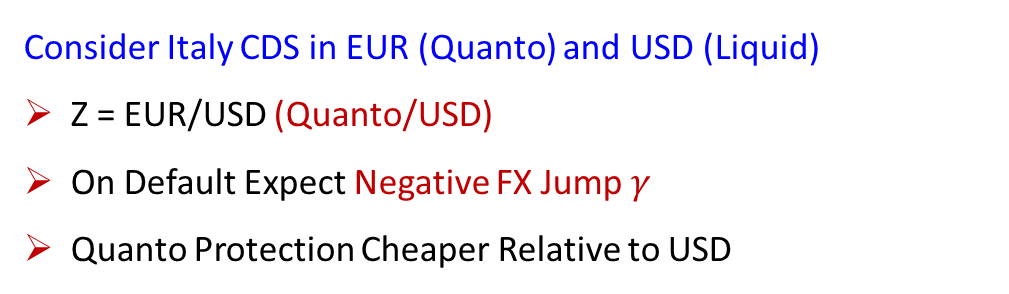 Consider Italy CDS in EUR (Quanto) and USD (Liquid)
➢ Z = EUR/USD (Quanto/USD)
➢ On Default Expect Negative FX Jump γ
➢ Quanto Protection Cheaper Relative to USD